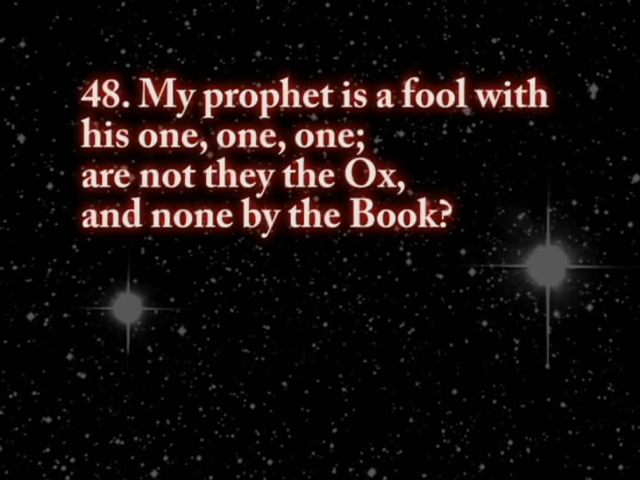 48. My prophet is a fool with
his one, one, one;
are not they the Ox,
and none by the Book?